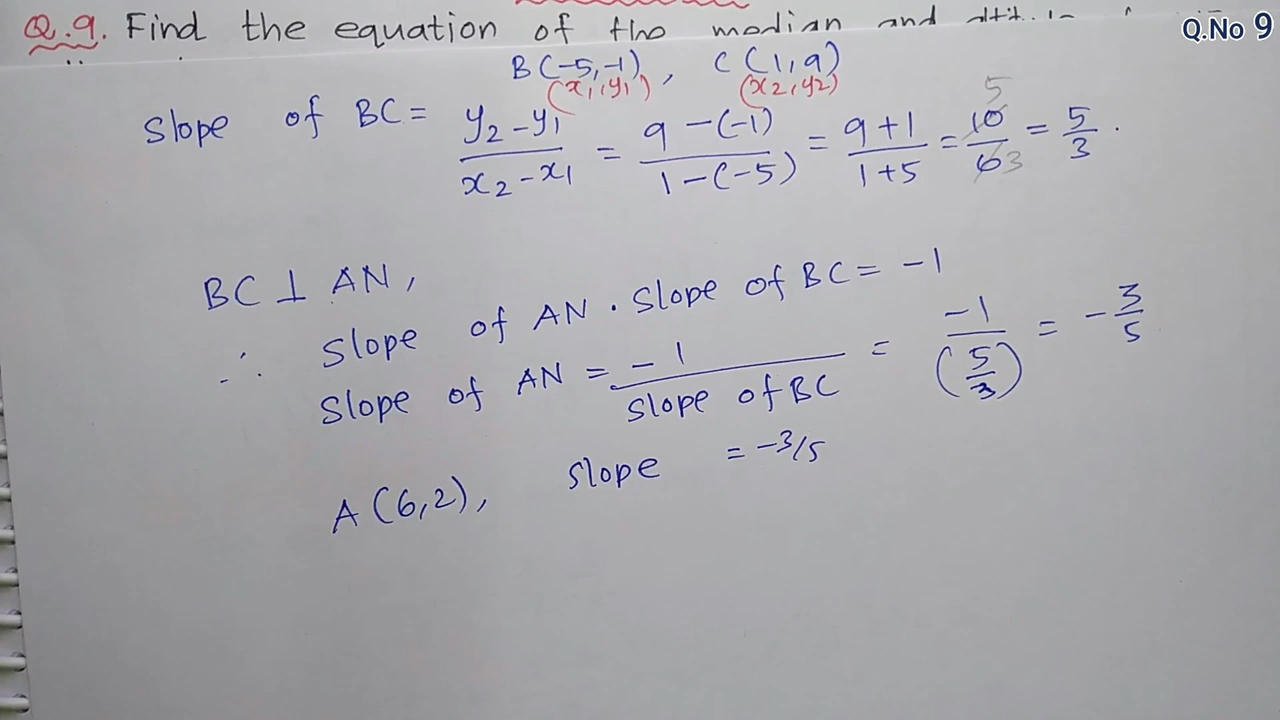 Q.9. Find the equation of the median and
Q.No 9
B(-5,-1), C(1,9)
(x1,y1) (x2,y2)
Slope of BC = y2-y1/x2-x1 = 9-(-1)/1-(-5) = 9+1/1+5 = 10/6 5 3 = 5/3.
BC ⊥ AN,
∴ Slope of AN . Slope of BC = -1
Slope of AN = -1/Slope of BC = -1/(5/3) = -3/5
A(6,2), Slope = -3/5